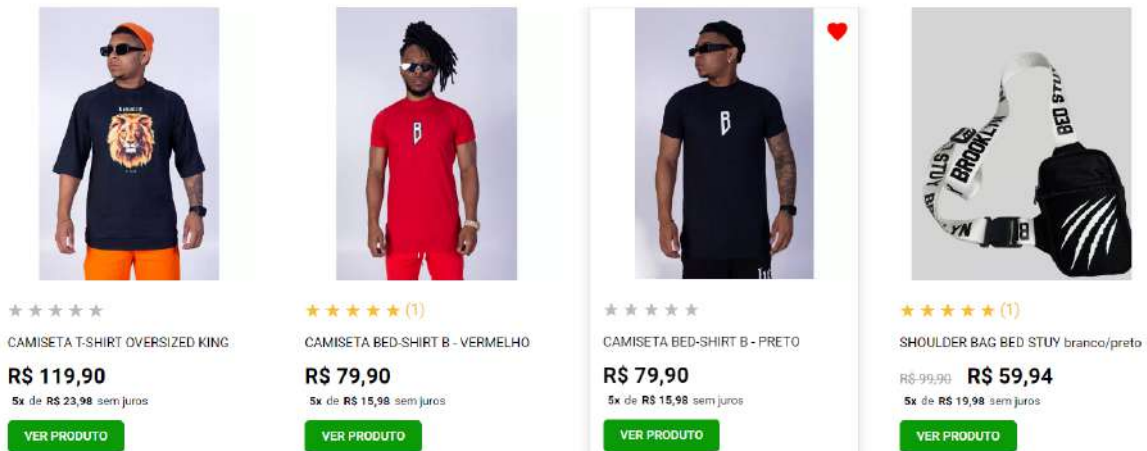 B
B
BED STUY
BROOKLYN
STUY
B
★ ★ ★ ★ ★
★ ★ ★ ★ ★ (1)
★ ★ ★ ★ ★
★ ★ ★ ★ ★ (1)
CAMISETA T-SHIRT OVERSIZED KING
CAMISETA BED-SHIRT B - VERMELHO
CAMISETA BED-SHIRT B - PRETO
SHOULDER BAG BED STUY branco/preto
R$ 119,90
R$ 79,90
R$ 79,90
R$ 99,90 R$ 59,94
5x de R$ 23,98 sem juros
5x de R$ 15,98 sem juros
5x de R$ 15,98 sem juros
5x de R$ 19,98 sem juros
VER PRODUTO
VER PRODUTO
VER PRODUTO
VER PRODUTO